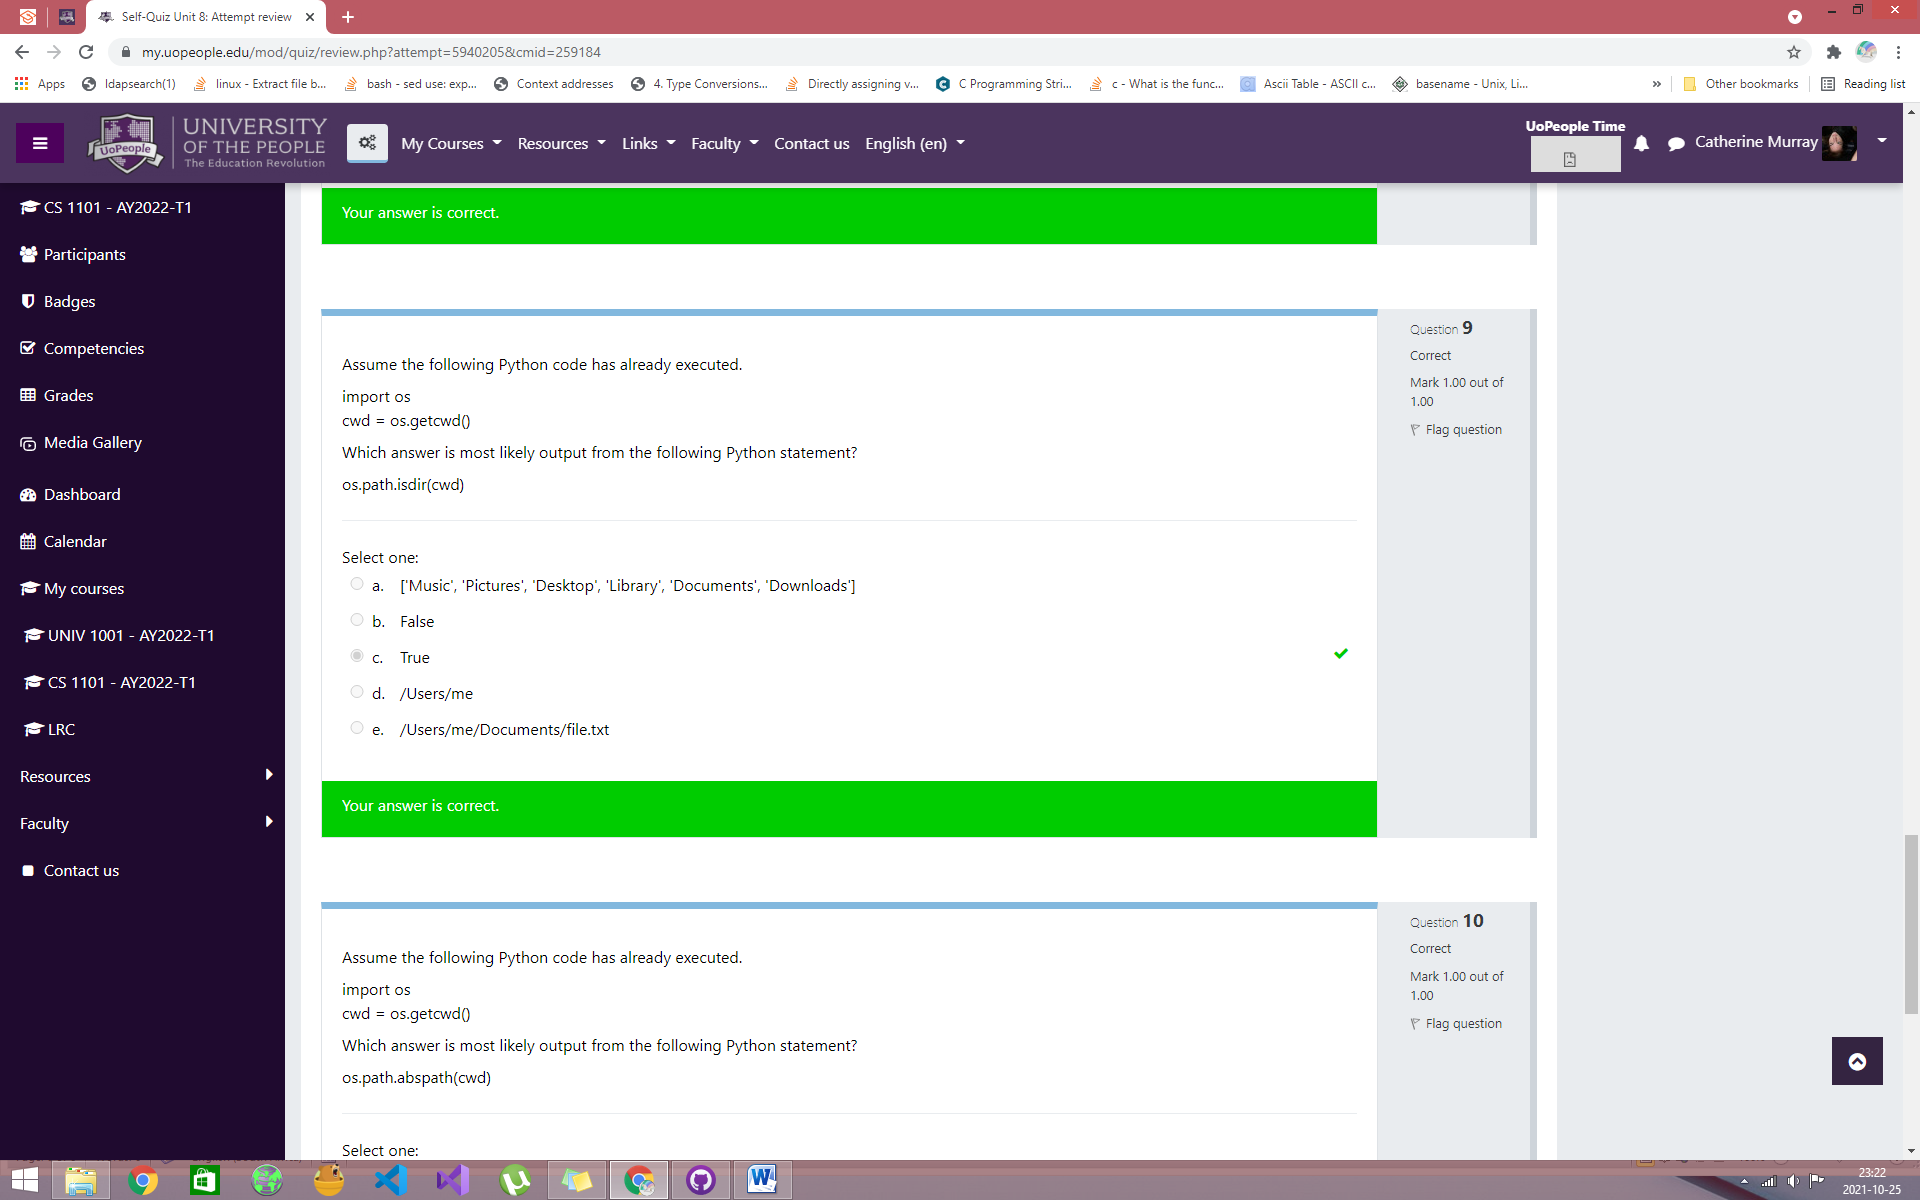 Self-Quiz Unit 8: Attempt review
my.uopeople.edu/mod/quiz/review.php?attempt=5940205&cmid=259184
Apps
ldapsearch(1)
linux - Extract file b...
bash - sed use: exp...
Context addresses
4. Type Conversions...
Directly assigning v...
C Programming Stri...
c - What is the func...
Ascii Table - ASCII c...
basename - Unix, Li...
»
Other bookmarks
Reading list
UoPeople
UNIVERSITY
OF THE PEOPLE
The Education Revolution
My Courses
Resources
Links
Faculty
Contact us
English (en)
UoPeople Time
Catherine Murray
CS 1101 - AY2022-T1
Participants
Badges
Competencies
Grades
Media Gallery
Dashboard
Calendar
My courses
UNIV 1001 - AY2022-T1
CS 1101 - AY2022-T1
LRC
Resources
Faculty
Contact us
Your answer is correct.
Question 9
Correct
Mark 1.00 out of
1.00
Flag question
Assume the following Python code has already executed.
import os
cwd = os.getcwd()
Which answer is most likely output from the following Python statement?
os.path.isdir(cwd)
Select one:
a. ['Music', 'Pictures', 'Desktop', 'Library', 'Documents', 'Downloads']
b. False
c. True
d. /Users/me
e. /Users/me/Documents/file.txt
Your answer is correct.
Question 10
Correct
Mark 1.00 out of
1.00
Flag question
Assume the following Python code has already executed.
import os
cwd = os.getcwd()
Which answer is most likely output from the following Python statement?
os.path.abspath(cwd)
Select one:
23:22
2021-10-25